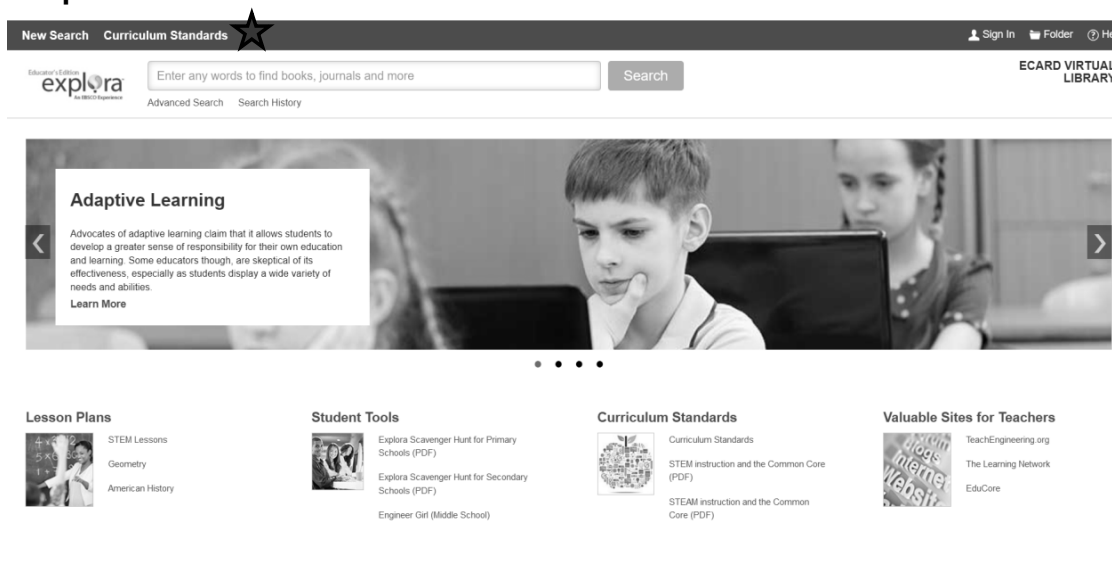 New Search Curriculum Standards Sign In Folder He
Educator's Edition
explora
An EBSCO Experience
Enter any words to find books, journals and more
Search
ECARD VIRTUAL
LIBRARY
Advanced Search Search History
Adaptive Learning
Advocates of adaptive learning claim that it allows students to
develop a greater sense of responsibility for their own education
and learning. Some educators though, are skeptical of its
effectiveness, especially as students display a wide variety of
needs and abilities.
Learn More
Lesson Plans
STEM Lessons
Geometry
American History
Student Tools
Explora Scavenger Hunt for Primary
Schools (PDF)
Explora Scavenger Hunt for Secondary
Schools (PDF)
Engineer Girl (Middle School)
Curriculum Standards
Curriculum Standards
STEM instruction and the Common Core
(PDF)
STEAM instruction and the Common
Core (PDF)
Valuable Sites for Teachers
TeachEngineering.org
The Learning Network
EduCore